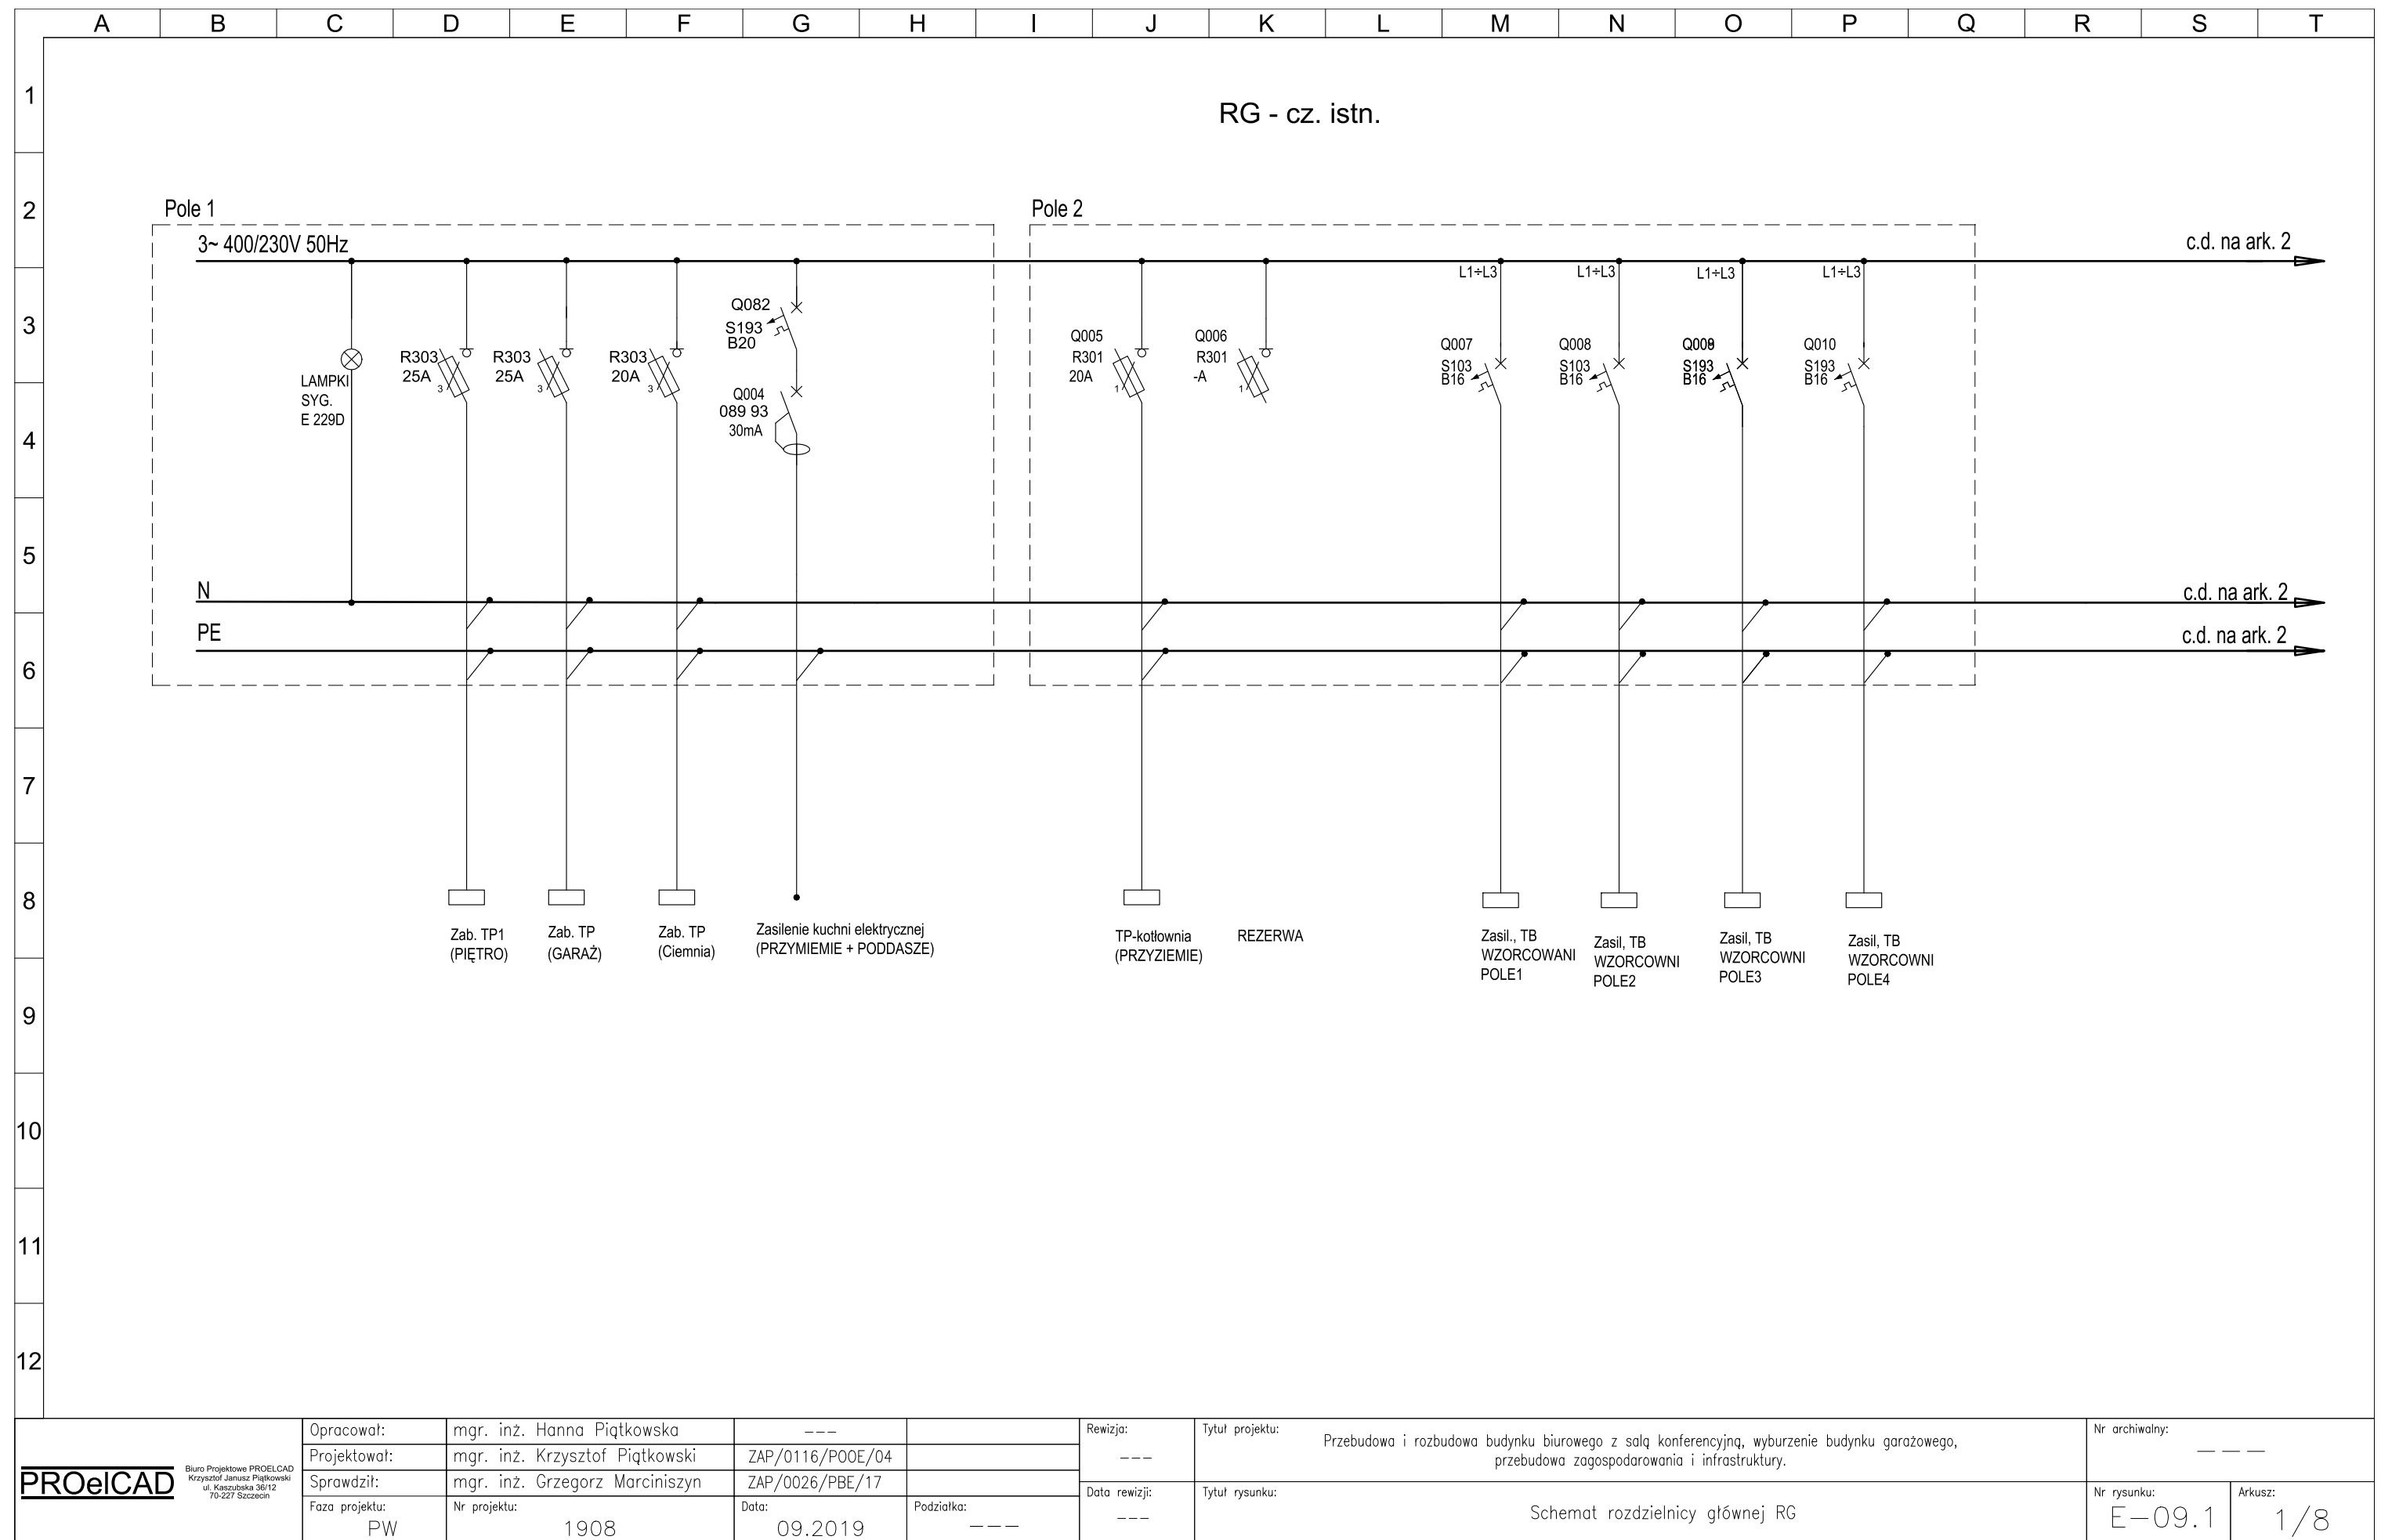 A B C D E F G H I J K L M N O P Q R S T
1
RG - cz. istn.
2
Pole 1
Pole 2
3~ 400/230V 50Hz
c.d. na ark. 2
L1÷L3
L1÷L3
L1÷L3
L1÷L3
3
LAMPKI
SYG.
E 229D
R303
25A
3
R303
25A
3
R303
20A
3
Q082
S193
B20
Q004
089 93
30mA
Q005
R301
20A
1
Q006
R301
-A
1
Q007
S103
B16
Q008
S103
B16
Q009
S193
B16
Q010
S193
B16
4
5
N
c.d. na ark. 2
PE
c.d. na ark. 2
6
7
8
Zab. TP1
(PIĘTRO)
Zab. TP
(GARAŻ)
Zab. TP
(Ciemnia)
Zasilenie kuchni elektrycznej
(PRZYMIEMIE + PODDASZE)
TP-kotłownia
(PRZYZIEMIE)
REZERWA
Zasil., TB
WZORCOWANI
POLE1
Zasil, TB
WZORCOWNI
POLE2
Zasil, TB
WZORCOWNI
POLE3
Zasil, TB
WZORCOWNI
POLE4
9
10
11
12
PROelCAD
Biuro Projektowe PROELCAD
Krzysztof Janusz Piątkowski
ul. Kaszubska 36/12
70-227 Szczecin
Opracował: mgr. inż. Hanna Piątkowska ---
Projektował: mgr. inż. Krzysztof Piątkowski ZAP/0116/POOE/04
Sprawdził: mgr. inż. Grzegorz Marciniszyn ZAP/0026/PBE/17
Faza projektu:
PW
Nr projektu:
1908
Data:
09.2019
Podziałka:
---
Rewizja:
---
Data rewizji:
---
Tytuł projektu:
Przebudowa i rozbudowa budynku biurowego z salą konferencyjną, wyburzenie budynku garażowego,
przebudowa zagospodarowania i infrastruktury.
Tytuł rysunku:
Schemat rozdzielnicy głównej RG
Nr archiwalny:
---
Nr rysunku:
E-09.1
Arkusz:
1/8